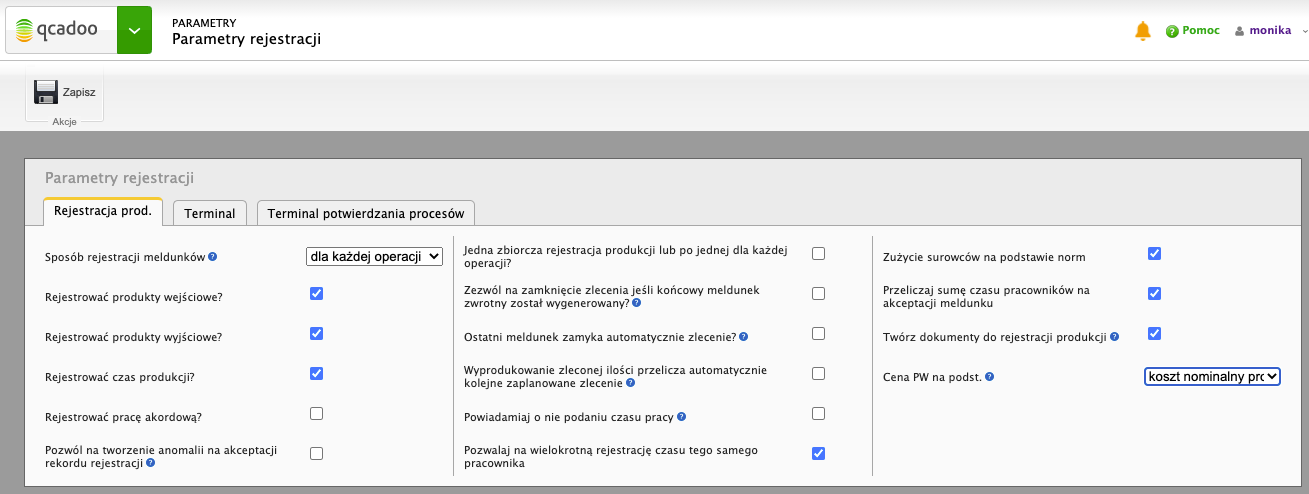 qcadoo
PARAMETRY
Parametry rejestracji
Pomoc
monika
Zapisz
Akcje
Parametry rejestracji
Rejestracja prod.
Terminal
Terminal potwierdzania procesów
Sposób rejestracji meldunków
dla każdej operacji
Rejestrować produkty wejściowe?
Rejestrować produkty wyjściowe?
Rejestrować czas produkcji?
Rejestrować pracę akordową?
Pozwól na tworzenie anomalii na akceptacji
rekordu rejestracji
Jedna zbiorcza rejestracja produkcji lub po jednej dla każdej
operacji?
Zezwól na zamknięcie zlecenia jeśli końcowy meldunek
zwrotny został wygenerowany?
Ostatni meldunek zamyka automatycznie zlecenie?
Wyprodukowanie zleconej ilości przelicza automatycznie
kolejne zaplanowane zlecenie
Powiadamiaj o nie podaniu czasu pracy
Pozwalaj na wielokrotną rejestrację czasu tego samego
pracownika
Zużycie surowców na podstawie norm
Przeliczaj sumę czasu pracowników na
akceptacji meldunku
Twórz dokumenty do rejestracji produkcji
Cena PW na podst.
koszt nominalny pro